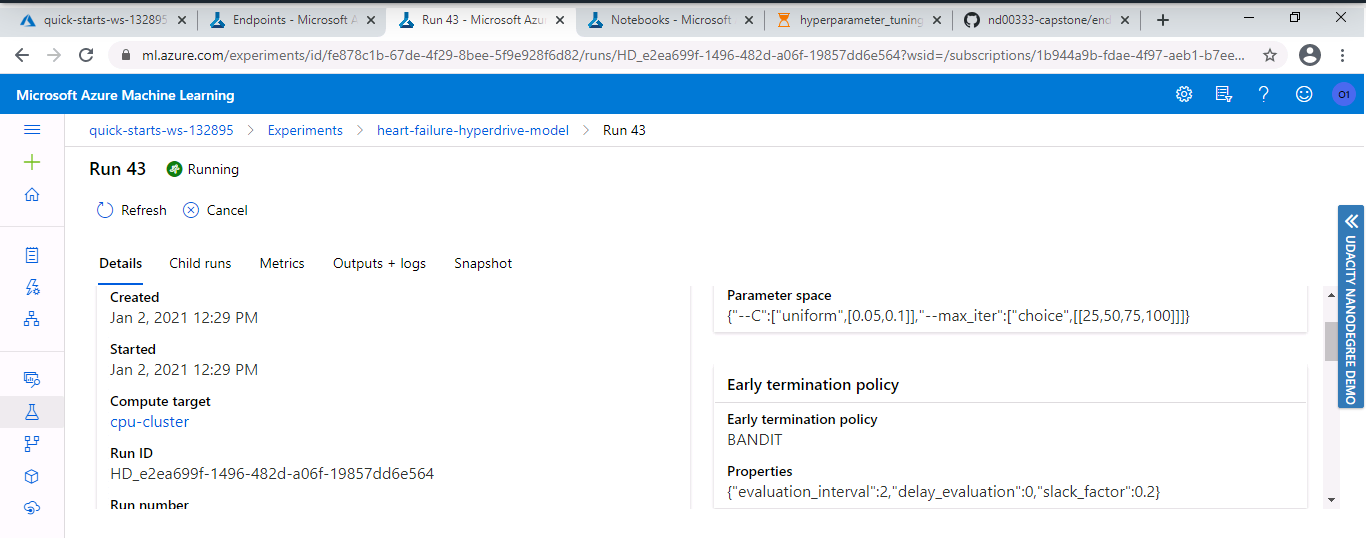 quick-starts-ws-132895
Endpoints - Microsoft A
Run 43 - Microsoft Azu
Notebooks - Microsoft
hyperparameter_tuning
nd00333-capstone/end
ml.azure.com/experiments/id/fe878c1b-67de-4f29-8bee-5f9e928f6d82/runs/HD_e2ea699f-1496-482d-a06f-19857dd6e564?wsid=/subscriptions/1b944a9b-fdae-4f97-aeb1-b7ee...
Microsoft Azure Machine Learning
O1
quick-starts-ws-132895 > Experiments > heart-failure-hyperdrive-model > Run 43
Run 43 Running
Refresh Cancel
Details Child runs Metrics Outputs + logs Snapshot
Created
Jan 2, 2021 12:29 PM
Started
Jan 2, 2021 12:29 PM
Compute target
cpu-cluster
Run ID
HD_e2ea699f-1496-482d-a06f-19857dd6e564
Run number
Parameter space
{"--C":["uniform",[0.05,0.1]],"--max_iter":["choice",[[25,50,75,100]]]}
Early termination policy
Early termination policy
BANDIT
Properties
{"evaluation_interval":2,"delay_evaluation":0,"slack_factor":0.2}
UDACITY NANODEGREE DEMO